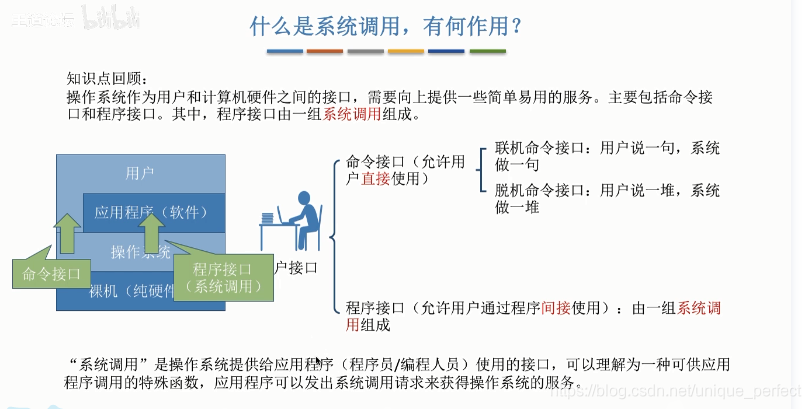 bilibili
什么是系统调用，有何作用？
知识点回顾：
操作系统作为用户和计算机硬件之间的接口，需要向上提供一些简单易用的服务。主要包括命令接
口和程序接口。其中，程序接口由一组系统调用组成。
用户
应用程序（软件）
操作系统
裸机（纯硬件
命令接口
程序接口
（系统调用）
户接口
命令接口（允许用
户直接使用）
联机命令接口：用户说一句，系统
做一句
脱机命令接口：用户说一堆，系统
做一堆
程序接口（允许用户通过程序间接使用）：由一组系统调
用组成
“系统调用”是操作系统提供给应用程序（程序员/编程人员）使用的接口，可以理解为一种可供应用
程序调用的特殊函数，应用程序可以发出系统调用请求来获得操作系统的服务。
https://blog.csdn.net/unique_perfect